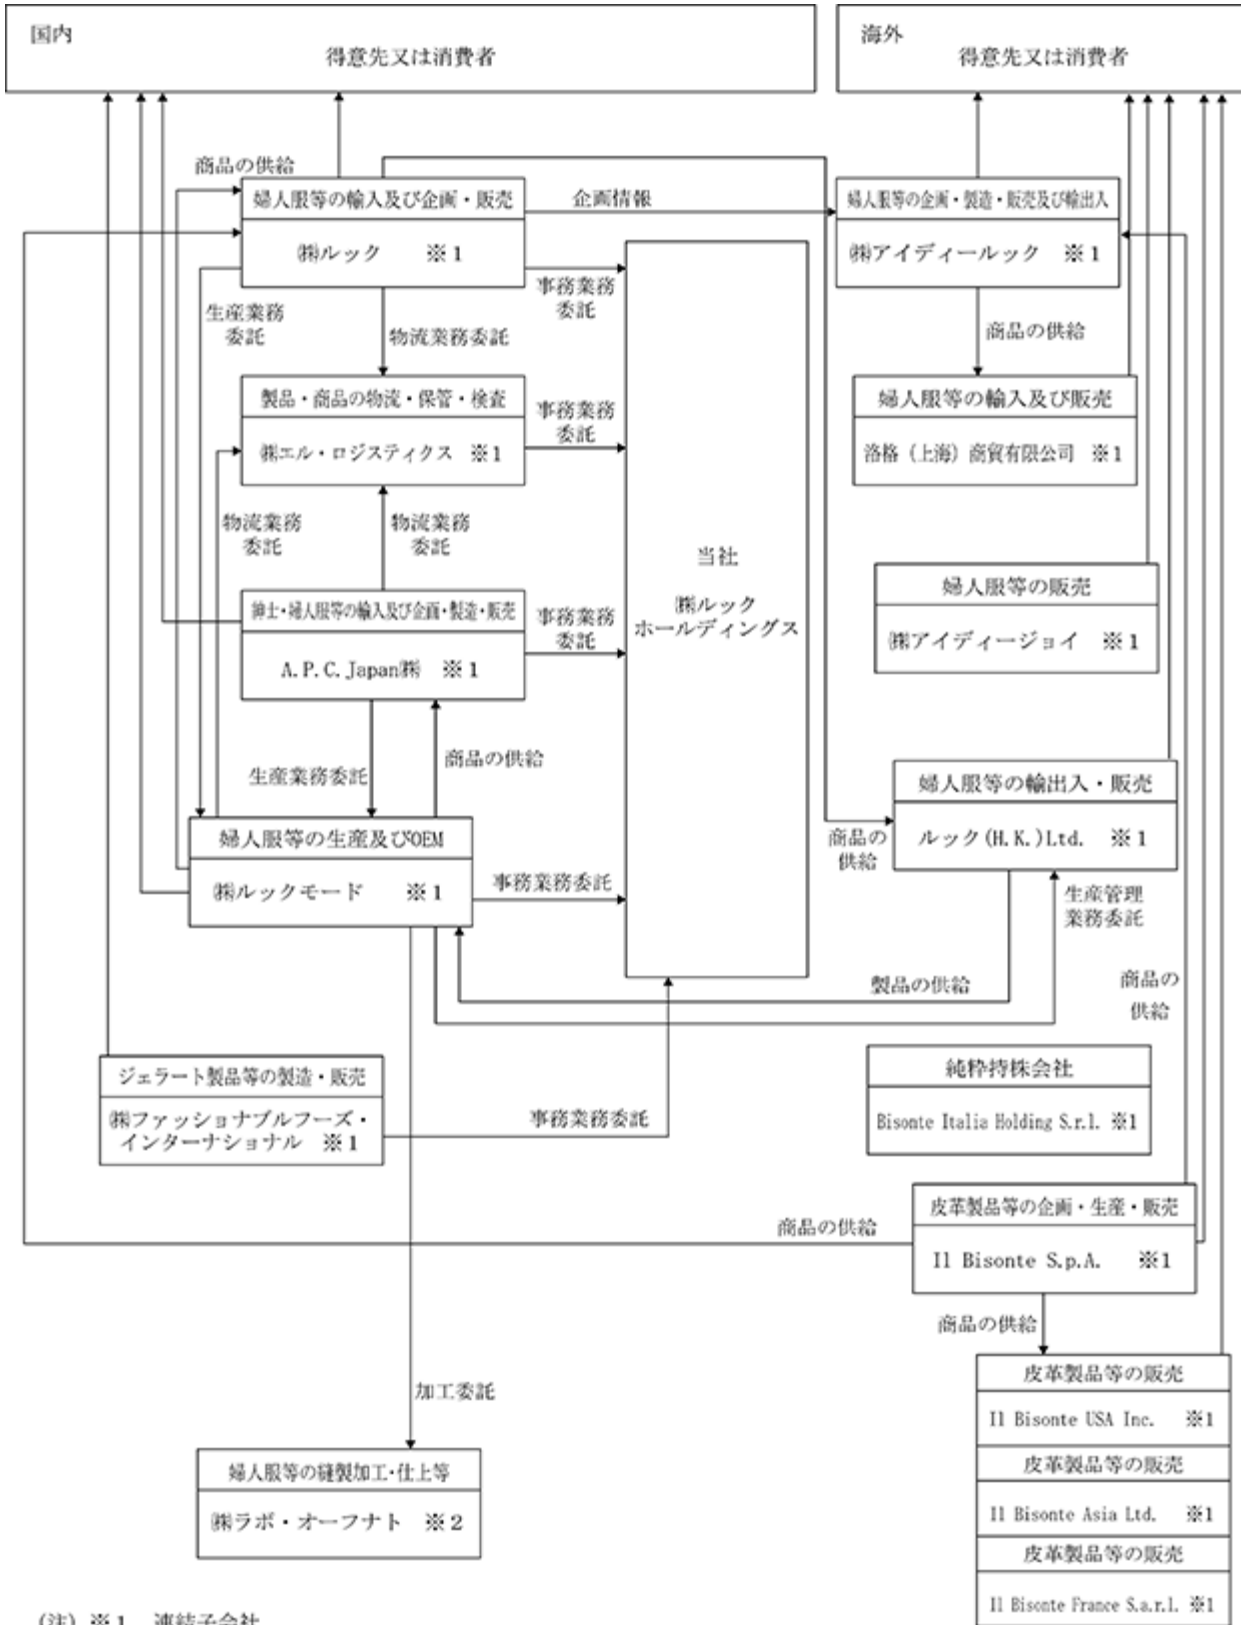 国内
得意先又は消費者
海外
得意先又は消費者
商品の供給
婦人服等の輸入及び企画・販売
㈱ルック ※1
企画情報
婦人服等の企画・製造・販売及び輸出入
㈱アイディールック ※1
事務業務
委託
生産業務
委託
物流業務委託
商品の供給
製品・商品の物流・保管・検査
㈱エル・ロジスティクス ※1
事務業務
委託
婦人服等の輸入及び販売
洛格（上海）商貿有限公司 ※1
物流業務
委託
物流業務
委託
当社
㈱ルック
ホールディングス
紳士・婦人服等の輸入及び企画・製造・販売
A.P.C.Japan㈱ ※1
事務業務
委託
婦人服等の販売
㈱アイディージョイ ※1
生産業務委託
商品の供給
婦人服等の生産及びOEM
㈱ルックモード ※1
事務業務委託
婦人服等の輸出入・販売
ルック(H.K.)Ltd. ※1
商品の
供給
生産管理
業務委託
製品の供給
商品の
供給
ジェラート製品等の製造・販売
㈱ファッショナブルフーズ・
インターナショナル ※1
事務業務委託
純粋持株会社
Bisonte Italia Holding S.r.l. ※1
商品の供給
皮革製品等の企画・生産・販売
Il Bisonte S.p.A. ※1
商品の供給
加工委託
皮革製品等の販売
Il Bisonte USA Inc. ※1
皮革製品等の販売
Il Bisonte Asia Ltd. ※1
皮革製品等の販売
Il Bisonte France S.a.r.l. ※1
婦人服等の縫製加工・仕上等
㈱ラボ・オーフナト ※2
（注）※1 連結子会社